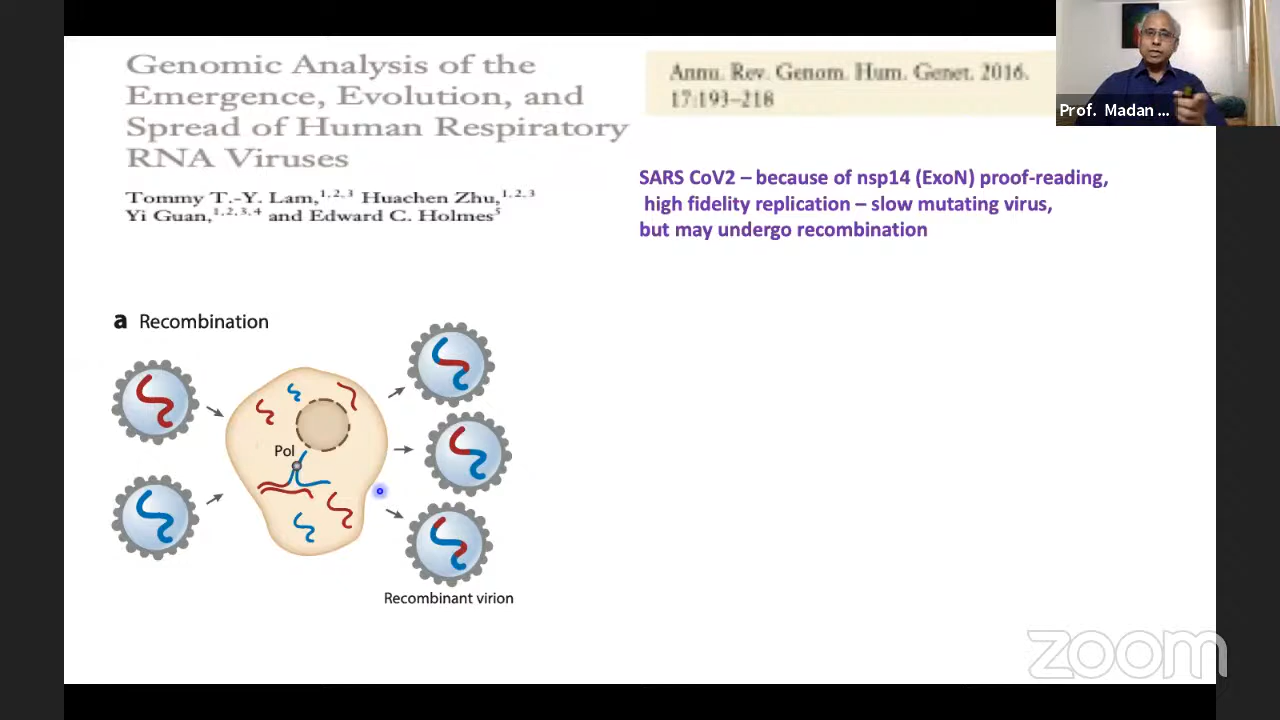 Genomic Analysis of the
Emergence, Evolution, and
Spread of Human Respiratory
RNA Viruses
Tommy T.-Y. Lam,1,2,3 Huachen Zhu,1,2,3
Yi Guan,1,2,3,4 and Edward C. Holmes5
Annu. Rev. Genom. Hum. Genet. 2016.
17:193–218
Prof. Madan ...
SARS CoV2 – because of nsp14 (ExoN) proof-reading,
high fidelity replication – slow mutating virus,
but may undergo recombination
a Recombination
Pol
Recombinant virion
zoom